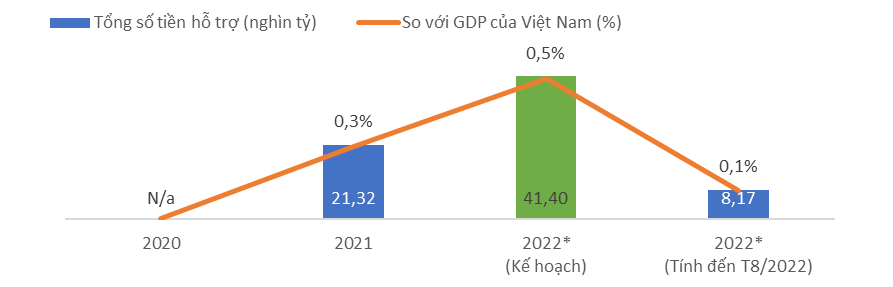 Tổng số tiền hỗ trợ (nghìn tỷ) So với GDP của Việt Nam (%)
0,5%
0,3%
0,1%
N/a
21,32
41,40
8,17
2020 2021 2022* 2022*
(Kế hoạch) (Tính đến T8/2022)